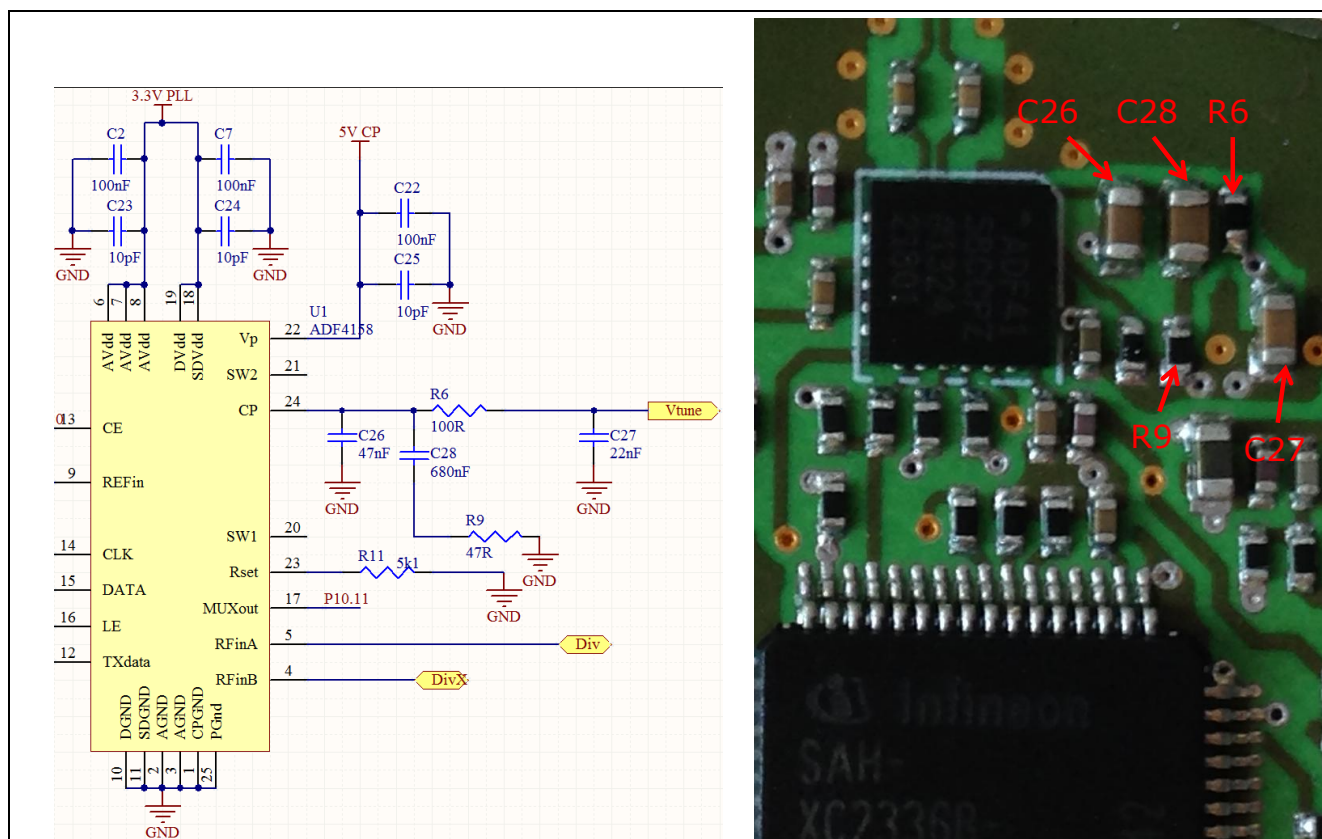 3.3V PLL
C2
C7
100nF
100nF
C23
C24
10pF
10pF
GND
GND
5V CP
C22
100nF
C25
10pF
GND
6
7
8
19
18
AVdd
AVdd
AVdd
DVdd
SDVdd
U1
ADF4158
22
Vp
21
SW2
24
CP
R6
100R
Vtune
C26
47nF
C28
680nF
C27
22nF
GND
GND
0
13
CE
9
REFin
20
SW1
R9
47R
GND
14
CLK
23
Rset
R11
5k1
GND
15
DATA
17
MUXout
P10.11
16
LE
5
RFinA
Div
12
TXdata
4
RFinB
DivX
DGND
SDGND
AGND
AGND
CPGND
PGnd
10
11
2
3
1
25
GND
C26
C28
R6
R9
C27
ADF41
Infineon
SAH-
XC2336B-